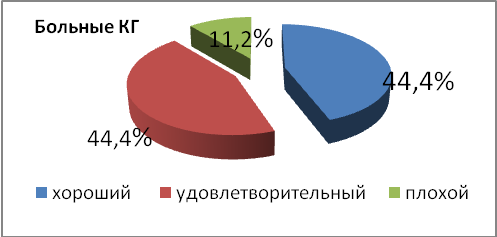 Больные КГ
11,2%
44,4%
44,4%
хороший
удовлетворительный
плохой